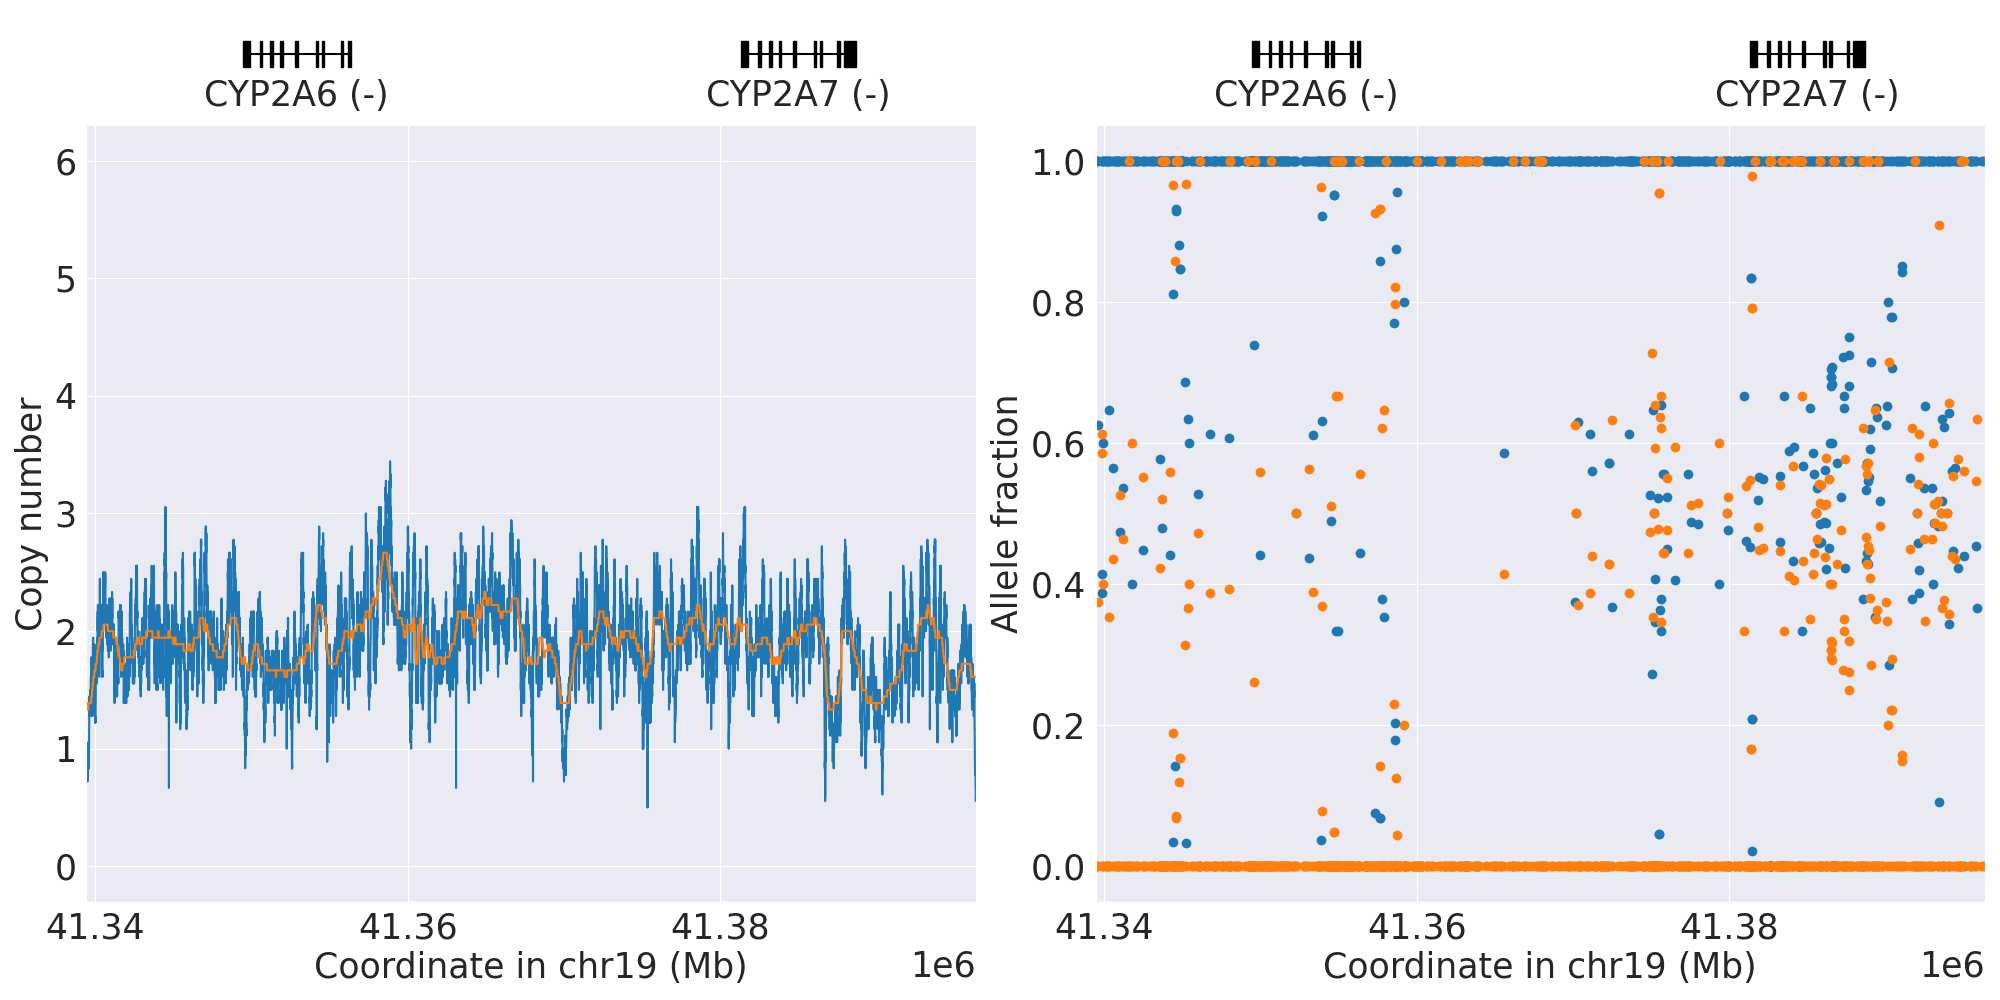 CYP2A6 (-)
CYP2A7 (-)
6
5
4
3
2
1
0
Copy number
41.34
41.36
41.38
Coordinate in chr19 (Mb)
1e6
CYP2A6 (-)
CYP2A7 (-)
1.0
0.8
0.6
0.4
0.2
0.0
Allele fraction
41.34
41.36
41.38
Coordinate in chr19 (Mb)
1e6